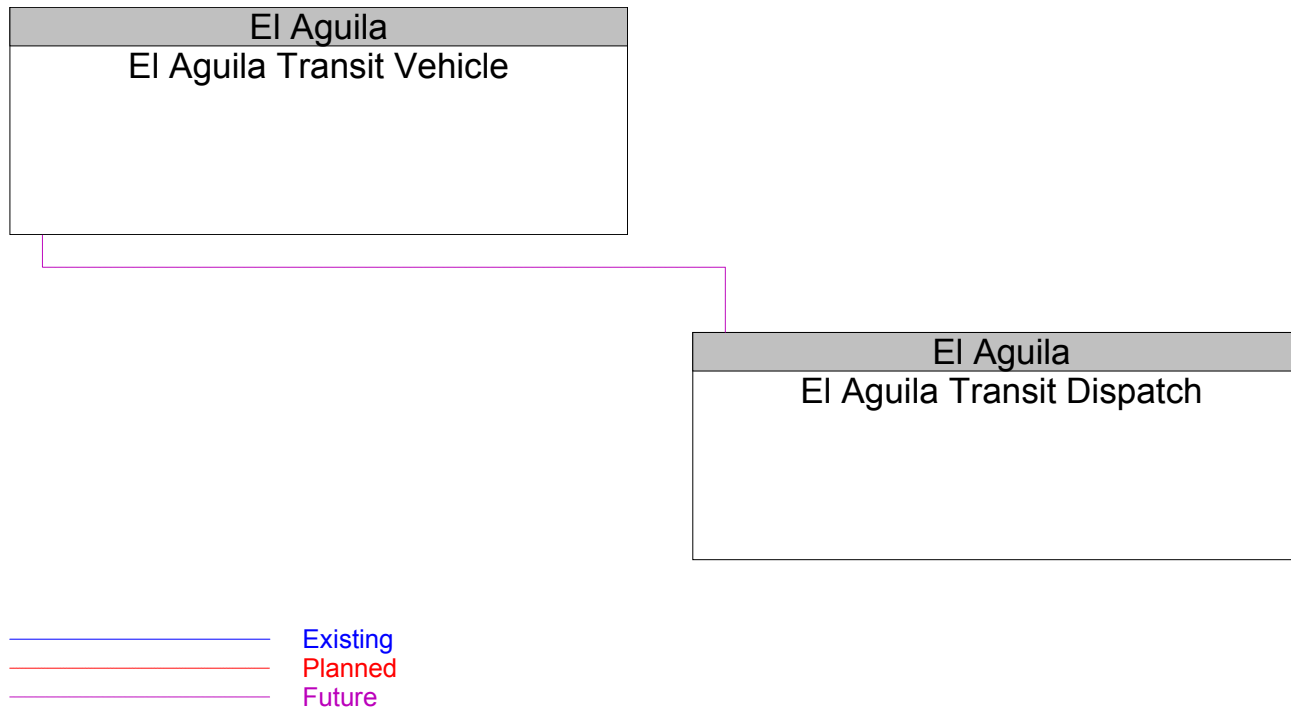 El Aguila
El Aguila Transit Vehicle
El Aguila
El Aguila Transit Dispatch
Existing
Planned
Future